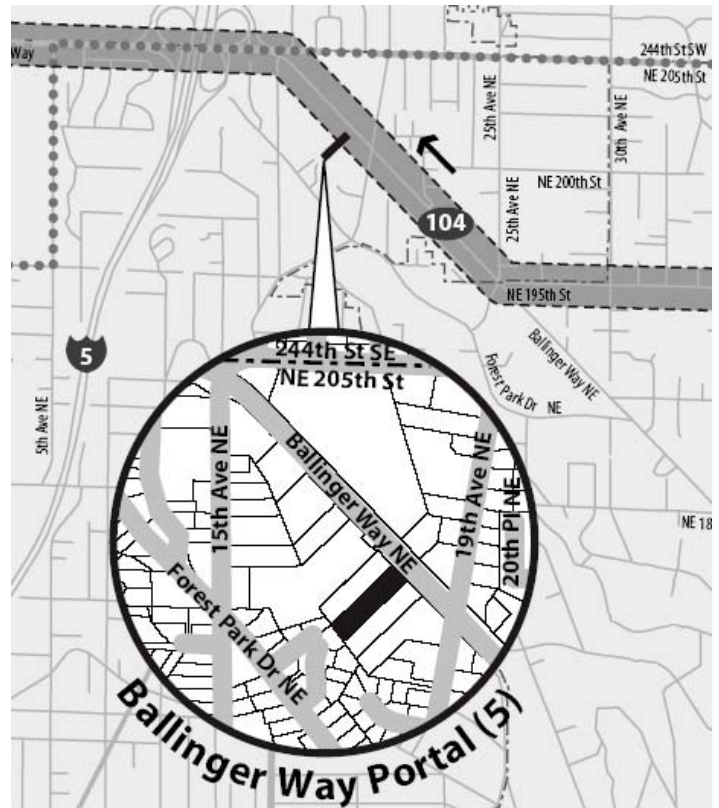 Way
244th St SW
NE 205th St
25th Ave NE
30th Ave NE
NE 200th St
25th Ave NE
104
NE 195th St
5
5th Ave NE
Ballinger Way NE
Forest Park Dr NE
NE 18
244th St SE
NE 205th St
15th Ave NE
Ballinger Way NE
19th Ave NE
20th Pl NE
Forest Park Dr NE
Ballinger Way Portal (5)